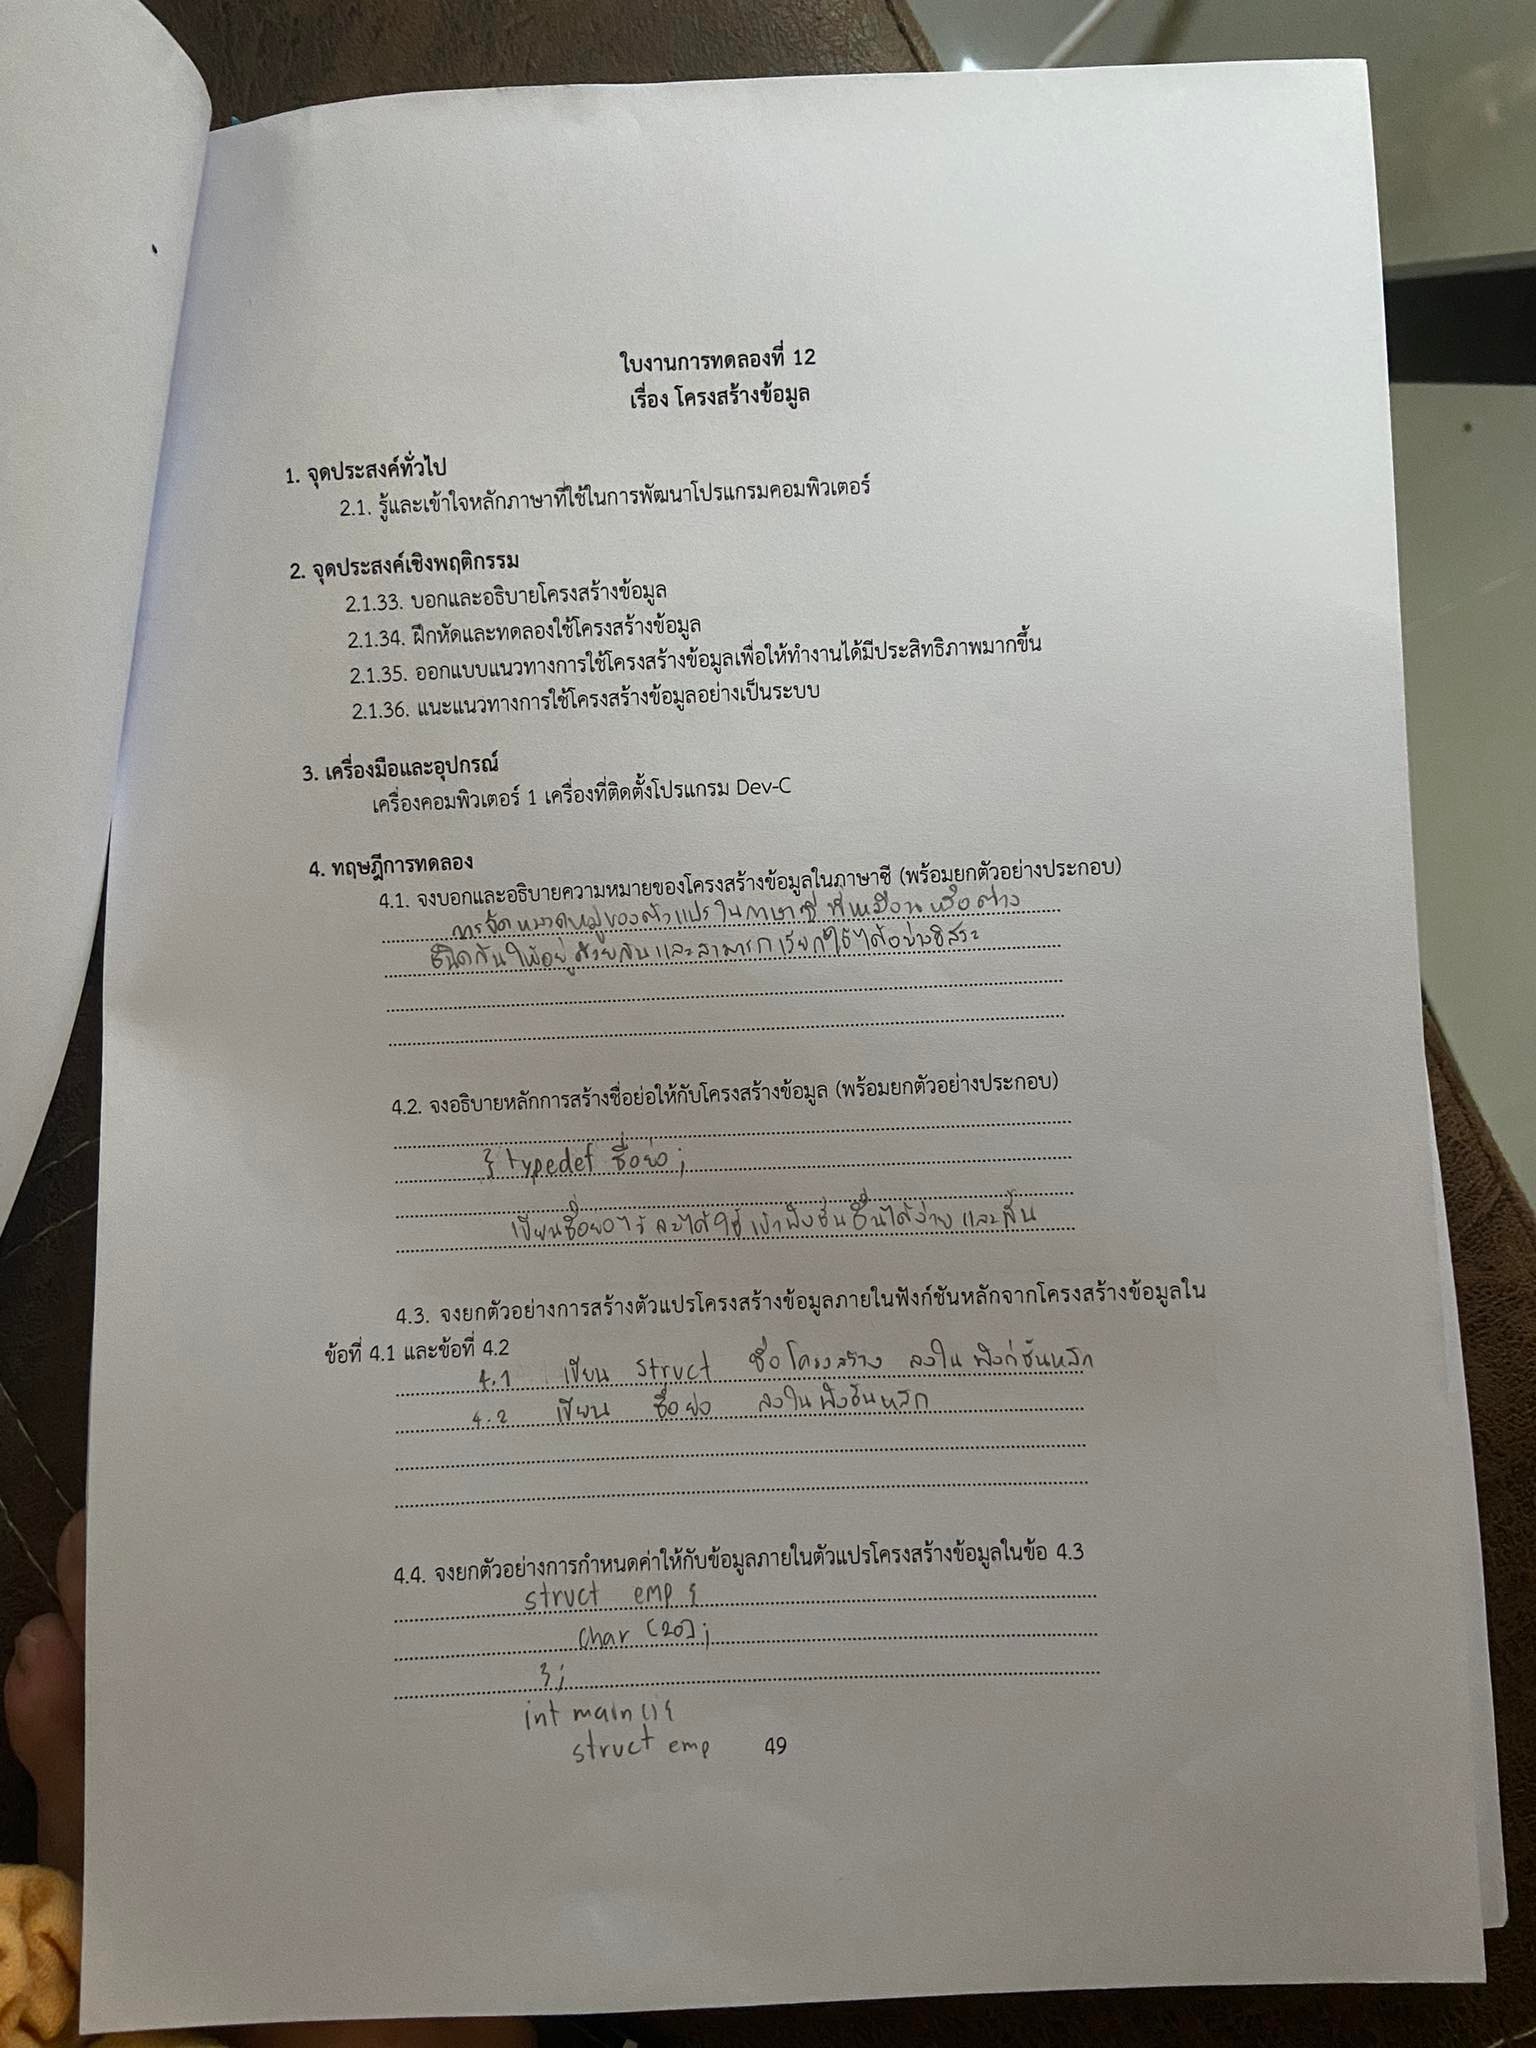 ใบงานการทดลองที่ 12
เรื่อง โครงสร้างข้อมูล
1. จุดประสงค์ทั่วไป
2.1. รู้และเข้าใจหลักภาษาที่ใช้ในการพัฒนาโปรแกรมคอมพิวเตอร์
2. จุดประสงค์เชิงพฤติกรรม
2.1.33. บอกและอธิบายโครงสร้างข้อมูล
2.1.34. ฝึกหัดและทดลองใช้โครงสร้างข้อมูล
2.1.35. ออกแบบแนวทางการใช้โครงสร้างข้อมูลเพื่อให้ทำงานได้มีประสิทธิภาพมากขึ้น
2.1.36. แนะแนวทางการใช้โครงสร้างข้อมูลอย่างเป็นระบบ
3. เครื่องมือและอุปกรณ์
เครื่องคอมพิวเตอร์ 1 เครื่องที่ติดตั้งโปรแกรม Dev-C
4. ทฤษฎีการทดลอง
4.1. จงบอกและอธิบายความหมายของโครงสร้างข้อมูลในภาษาซี (พร้อมยกตัวอย่างประกอบ)
การจัดหมวดหมู่ของตัวแปรในภาษาซี ที่เหมือนหรือต่าง
ชนิดกันให้อยู่ด้วยกันและสามารถเรียกใช้ได้อย่างอิสระ
4.2. จงอธิบายหลักการสร้างชื่อย่อให้กับโครงสร้างข้อมูล (พร้อมยกตัวอย่างประกอบ)
} typedef ชื่อย่อ;
เขียนชื่อย่อไว้ จะได้ใช้ ฟังชั่นอื่นได้ง่าย และสั้น
4.3. จงยกตัวอย่างการสร้างตัวแปรโครงสร้างข้อมูลภายในฟังก์ชันหลักจากโครงสร้างข้อมูลใน
ข้อที่ 4.1 และข้อที่ 4.2
4.1 เขียน struct ชื่อโครงสร้าง ลงในฟังก์ชันหลัก
4.2 เขียน ชื่อย่อ ลงในฟังชันหลัก
4.4. จงยกตัวอย่างการกำหนดค่าให้กับข้อมูลภายในตัวแปรโครงสร้างข้อมูลในข้อ 4.3
struct emp {
char [20];
};
int main(){
struct emp
49